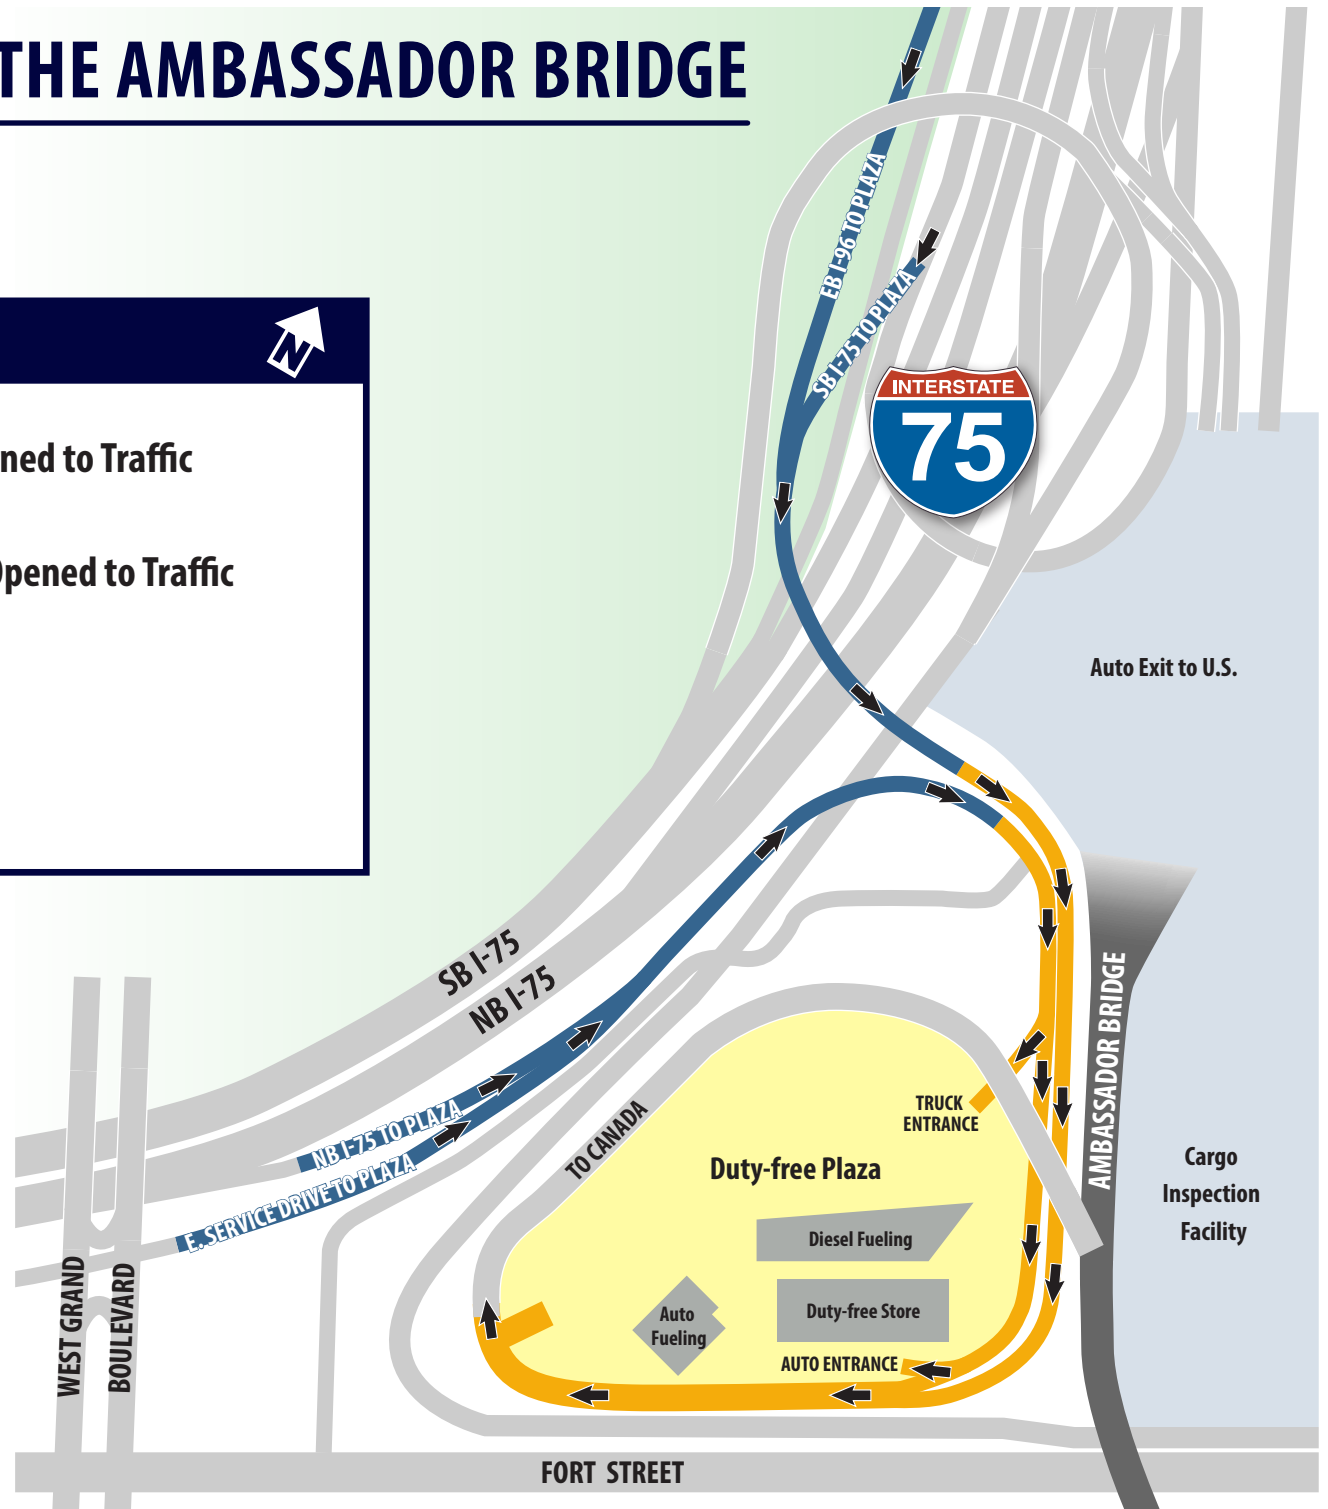 THE AMBASSADOR BRIDGE
N
ned to Traffic
Opened to Traffic
EB I-96 TO PLAZA
SB I-75 TO PLAZA
INTERSTATE
75
Auto Exit to U.S.
SB I-75
NB I-75
NB I-75 TO PLAZA
E. SERVICE DRIVE TO PLAZA
TO CANADA
TRUCK
ENTRANCE
AMBASSADOR BRIDGE
Duty-free Plaza
Cargo
Inspection
Facility
Diesel Fueling
Auto
Fueling
Duty-free Store
AUTO ENTRANCE
WEST GRAND
BOULEVARD
FORT STREET